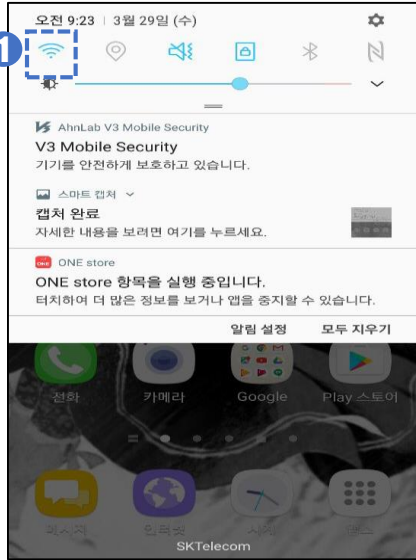 오전 9:23 | 3월 29일 (수)
1
AhnLab V3 Mobile Security
V3 Mobile Security
기기를 안전하게 보호하고 있습니다.
스마트 캡처
캡처 완료
자세한 내용을 보려면 여기를 누르세요.
ONE store
ONE store 항목을 실행 중입니다.
터치하여 더 많은 정보를 보거나 앱을 중지할 수 있습니다.
알림 설정 모두 지우기
전화 카메라 Google Play 스토어
메시지 인터넷
SKTelecom